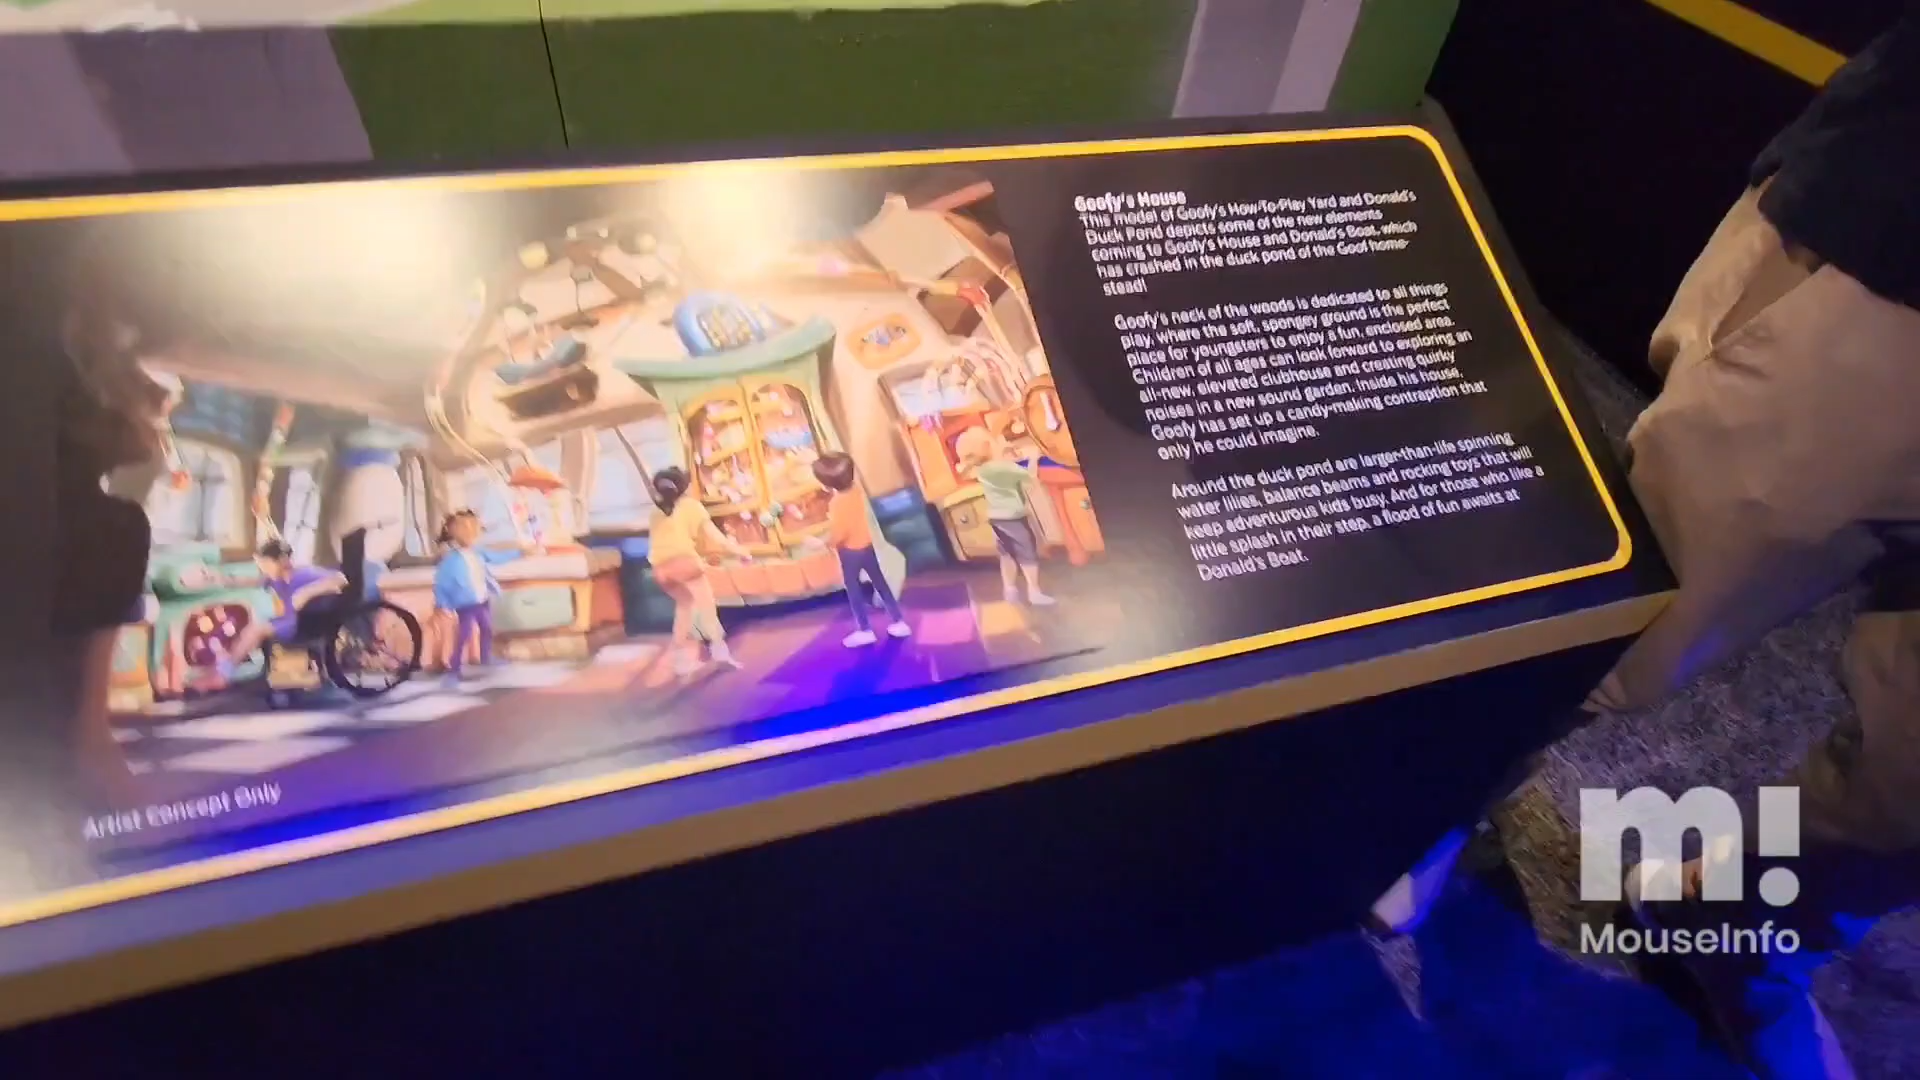 Goofy's House
This model of Goofy's How-To-Play Yard and Donald's
Duck Pond depicts some of the new elements
coming to Goofy's House and Donald's Boat, which
has crashed in the duck pond of the Goof home-
stead!
Goofy's neck of the woods is dedicated to all things
play, where the soft, spongey ground is the perfect
place for youngsters to enjoy a fun, enclosed area.
Children of all ages can look forward to exploring an
all-new, elevated clubhouse and creating quirky
noises in a new sound garden. Inside his house,
Goofy has set up a candy-making contraption that
only he could imagine.
Around the duck pond are larger-than-life spinning
water lilies, balance beams and rocking toys that will
keep adventurous kids busy. And for those who like a
little splash in their step, a flood of fun awaits at
Donald's Boat.
Artist Concept Only
m!
MouseInfo